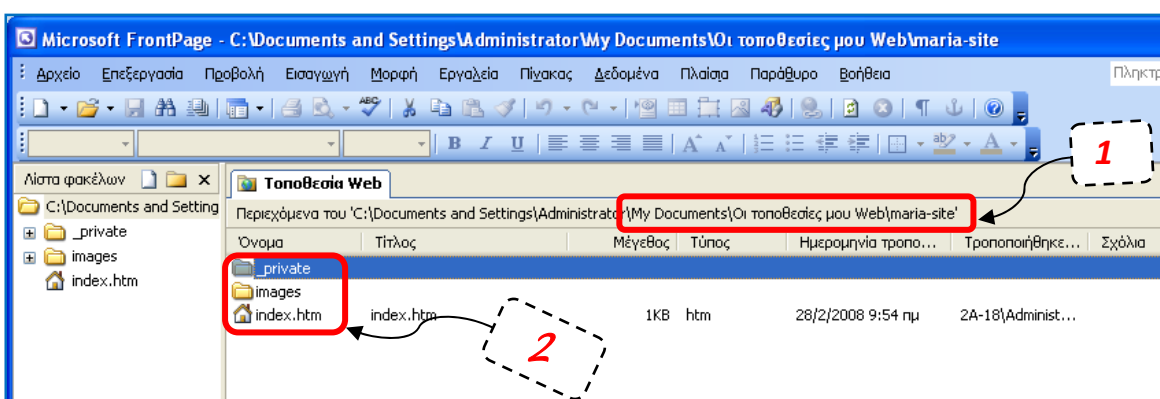 Microsoft FrontPage - C:\Documents and Settings\Administrator\My Documents\Οι τοποθεσίες μου Web\maria-site
Αρχείο Επεξεργασία Προβολή Εισαγωγή Μορφή Εργαλεία Πίνακας Δεδομένα Πλαίσια Παράθυρο Βοήθεια Πληκτρ
ABC
B I U A A ab A
1
Λίστα φακέλων Τοποθεσία Web
C:\Documents and Setting Περιεχόμενα του 'C:\Documents and Settings\Administrator\My Documents\Οι τοποθεσίες μου Web\maria-site'
_private Όνομα Τίτλος Μέγεθος Τύπος Ημερομηνία τροπο... Τροποποιήθηκε... Σχόλια
images _private
index.htm images
index.htm index.htm 1KB htm 28/2/2008 9:54 πμ 2A-18\Administ...
2